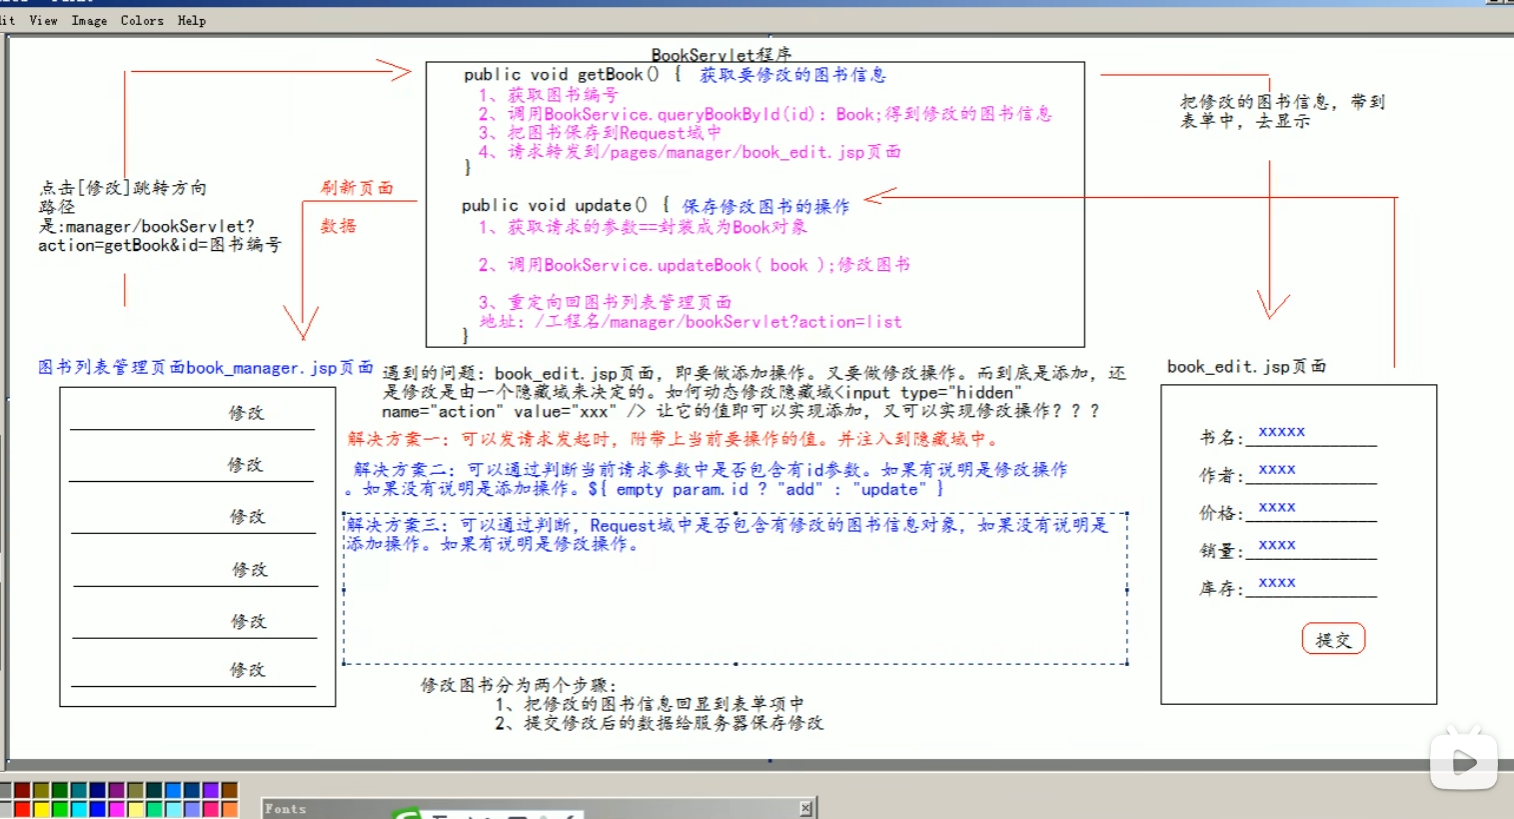 View Image Colors Help
BookServlet程序
public void getBook() { 获取要修改的图书信息
1、获取图书编号
2、调用BookService.queryBookById(id): Book;得到修改的图书信息
3、把图书保存到Request域中
4、请求转发到/pages/manager/book_edit.jsp页面
}
public void update() { 保存修改图书的操作
1、获取请求的参数==封装成为Book对象
2、调用BookService.updateBook( book );修改图书
3、重定向回图书列表管理页面
地址: /工程名/manager/bookServlet?action=list
}
把修改的图书信息, 带到
表单中, 去显示
点击[修改]跳转方向
路径
是:manager/bookServlet?
action=getBook&id=图书编号
刷新页面
数据
图书列表管理页面book_manager.jsp页面
修改
修改
修改
修改
修改
修改
遇到的问题: book_edit.jsp页面, 即要做添加操作。又要做修改操作。而到底是添加, 还
是修改是由一个隐藏域来决定的。如何动态修改隐藏域<input type="hidden"
name="action" value="xxx" /> 让它的值即可以实现添加, 又可以实现修改操作? ? ?
解决方案一: 可以发请求发起时, 附带上当前要操作的值。并注入到隐藏域中。
解决方案二: 可以通过判断当前请求参数中是否包含有id参数。如果有说明是修改操作
。如果没有说明是添加操作。${ empty param.id ? "add" : "update" }
解决方案三: 可以通过判断, Request域中是否包含有修改的图书信息对象, 如果没有说明是
添加操作。如果有说明是修改操作。
修改图书分为两个步骤:
1、把修改的图书信息回显到表单项中
2、提交修改后的数据给服务器保存修改
book_edit.jsp页面
书名: xxxxx
作者: xxxx
价格: xxxx
销量: xxxx
库存: xxxx
提交
Fonts